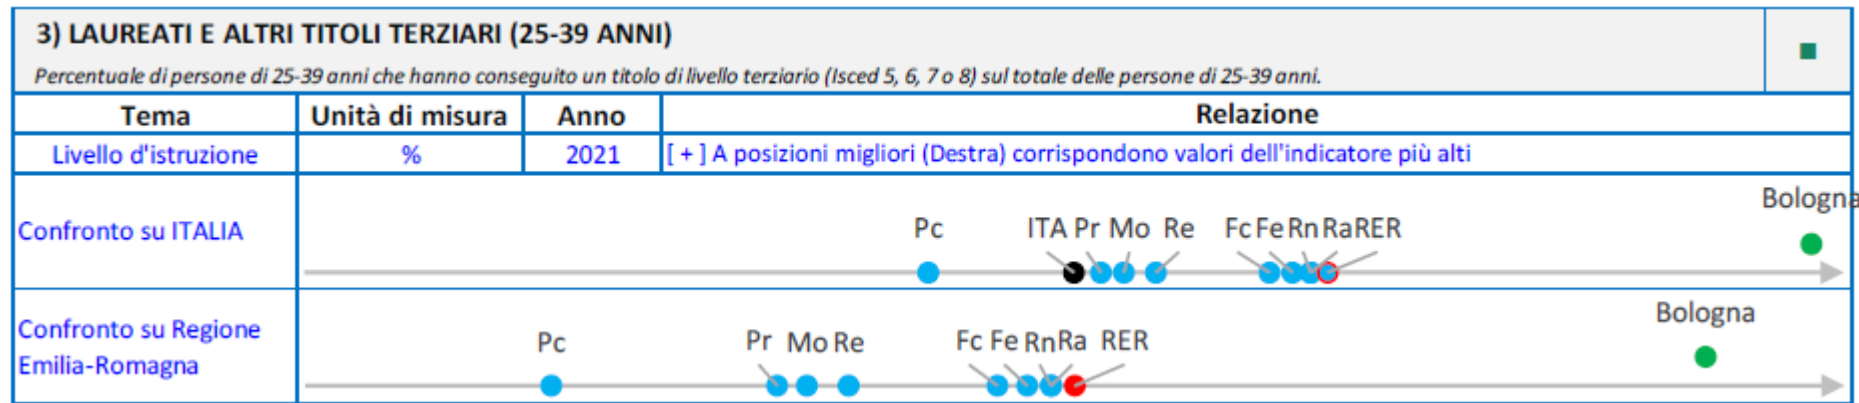 3) LAUREATI E ALTRI TITOLI TERZIARI (25-39 ANNI)
Percentuale di persone di 25-39 anni che hanno conseguito un titolo di livello terziario (Isced 5, 6, 7 o 8) sul totale delle persone di 25-39 anni.
Tema Unità di misura Anno Relazione
Livello d'istruzione % 2021 [ + ] A posizioni migliori (Destra) corrispondono valori dell'indicatore più alti
Bologna
Confronto su ITALIA Pc ITA Pr Mo Re Fc Fe Rn Ra RER
Bologna
Confronto su Regione
Emilia-Romagna
Pc Pr Mo Re Fc Fe Rn Ra RER